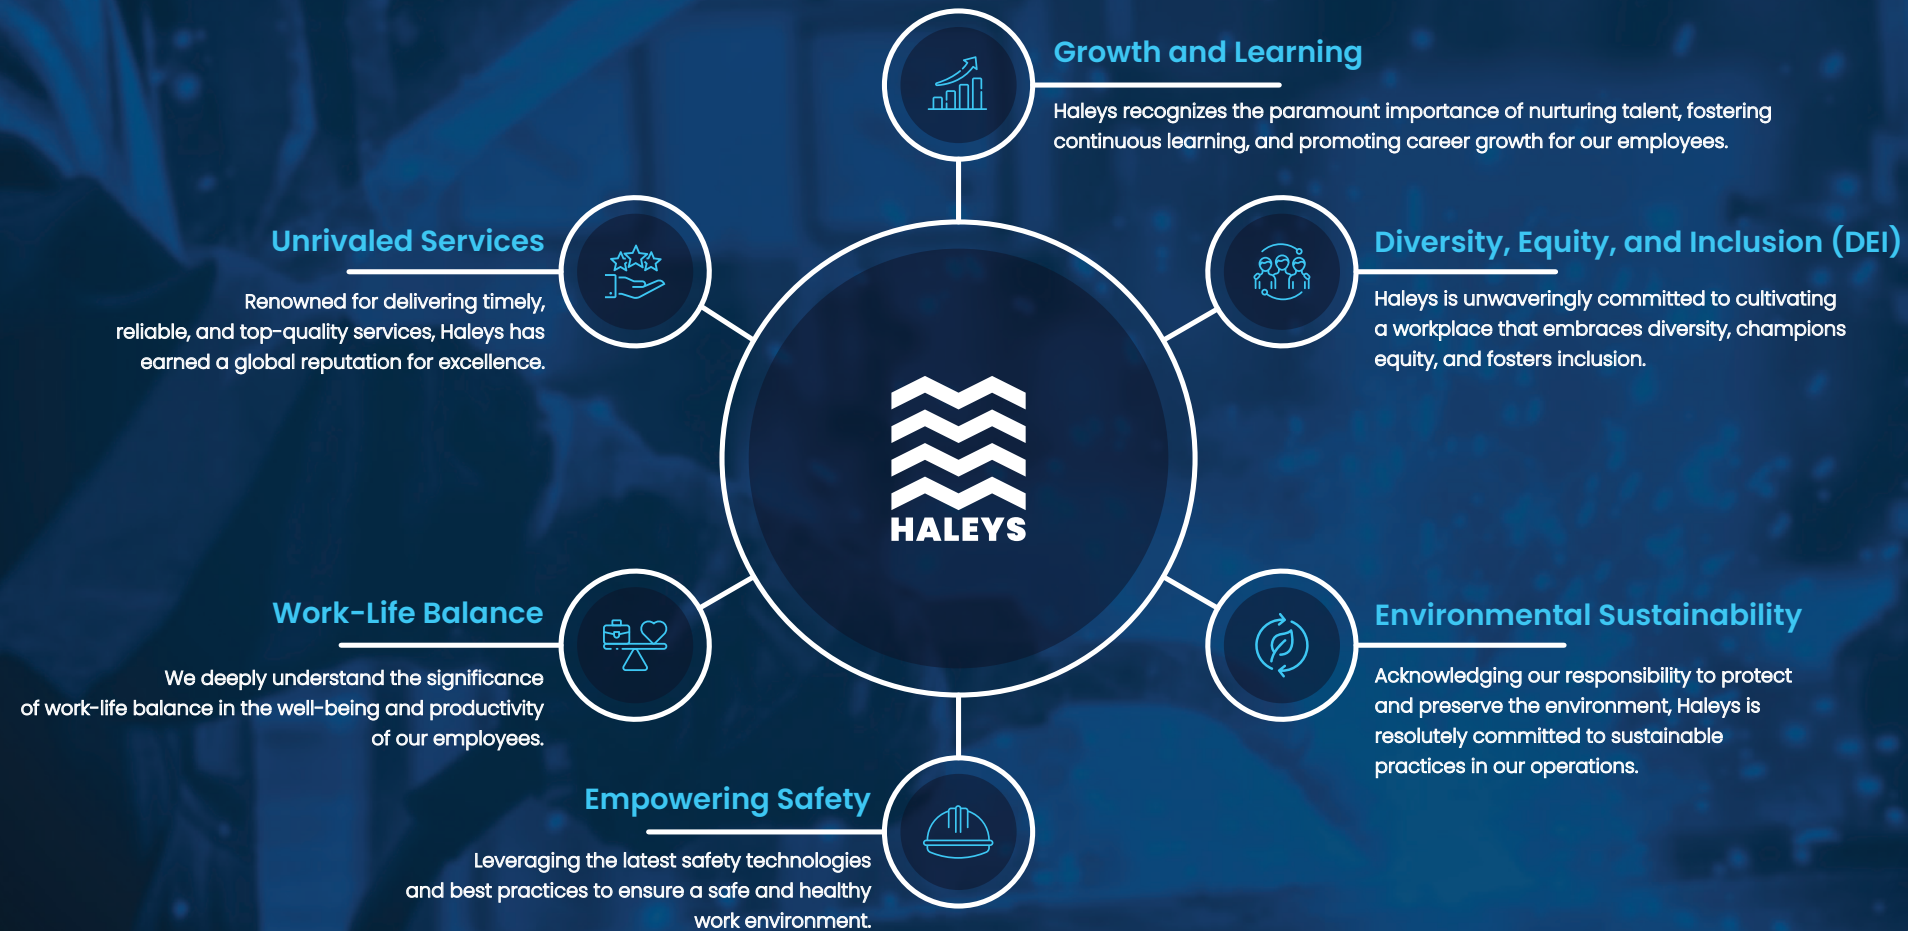 Growth and Learning
Haleys recognizes the paramount importance of nurturing talent, fostering
continuous learning, and promoting career growth for our employees.
Unrivaled Services
Renowned for delivering timely,
reliable, and top-quality services, Haleys has
earned a global reputation for excellence.
Diversity, Equity, and Inclusion (DEI)
Haleys is unwaveringly committed to cultivating
a workplace that embraces diversity, champions
equity, and fosters inclusion.
HALEYS
Work-Life Balance
We deeply understand the significance
of work-life balance in the well-being and productivity
of our employees.
Environmental Sustainability
Acknowledging our responsibility to protect
and preserve the environment, Haleys is
resolutely committed to sustainable
practices in our operations.
Empowering Safety
Leveraging the latest safety technologies
and best practices to ensure a safe and healthy
work environment.